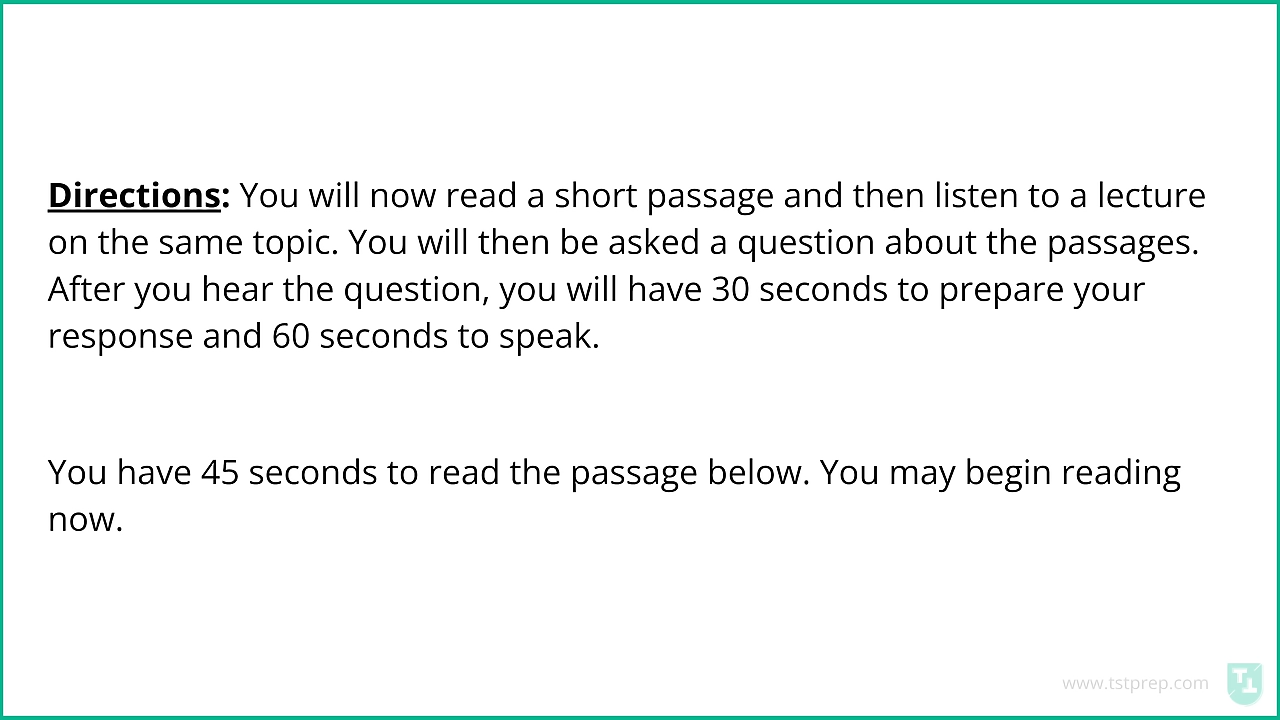 Directions: You will now read a short passage and then listen to a lecture
on the same topic. You will then be asked a question about the passages.
After you hear the question, you will have 30 seconds to prepare your
response and 60 seconds to speak.
You have 45 seconds to read the passage below. You may begin reading
now.
www.tstprep.com